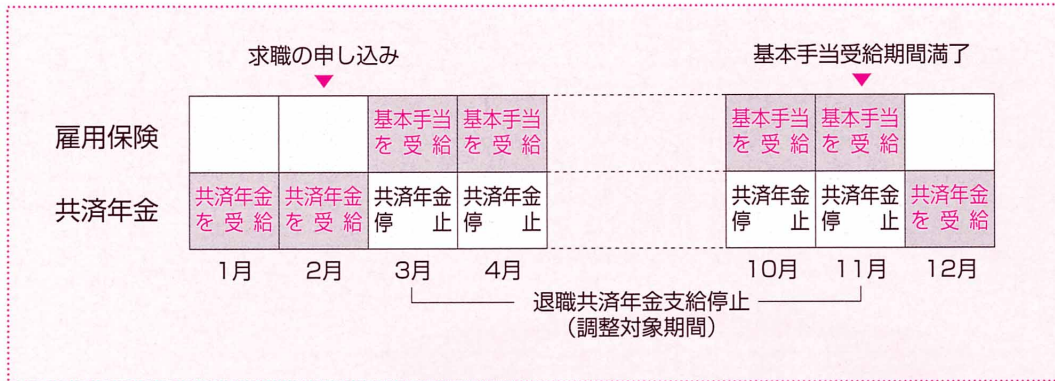 求職の申し込み
基本手当受給期間満了
雇用保険
基本手当
を受給
基本手当
を受給
基本手当
を受給
基本手当
を受給
共済年金
共済年金
を受給
共済年金
を受給
共済年金
停止
共済年金
停止
共済年金
停止
共済年金
停止
共済年金
を受給
1月
2月
3月
4月
10月
11月
12月
退職共済年金支給停止
（調整対象期間）